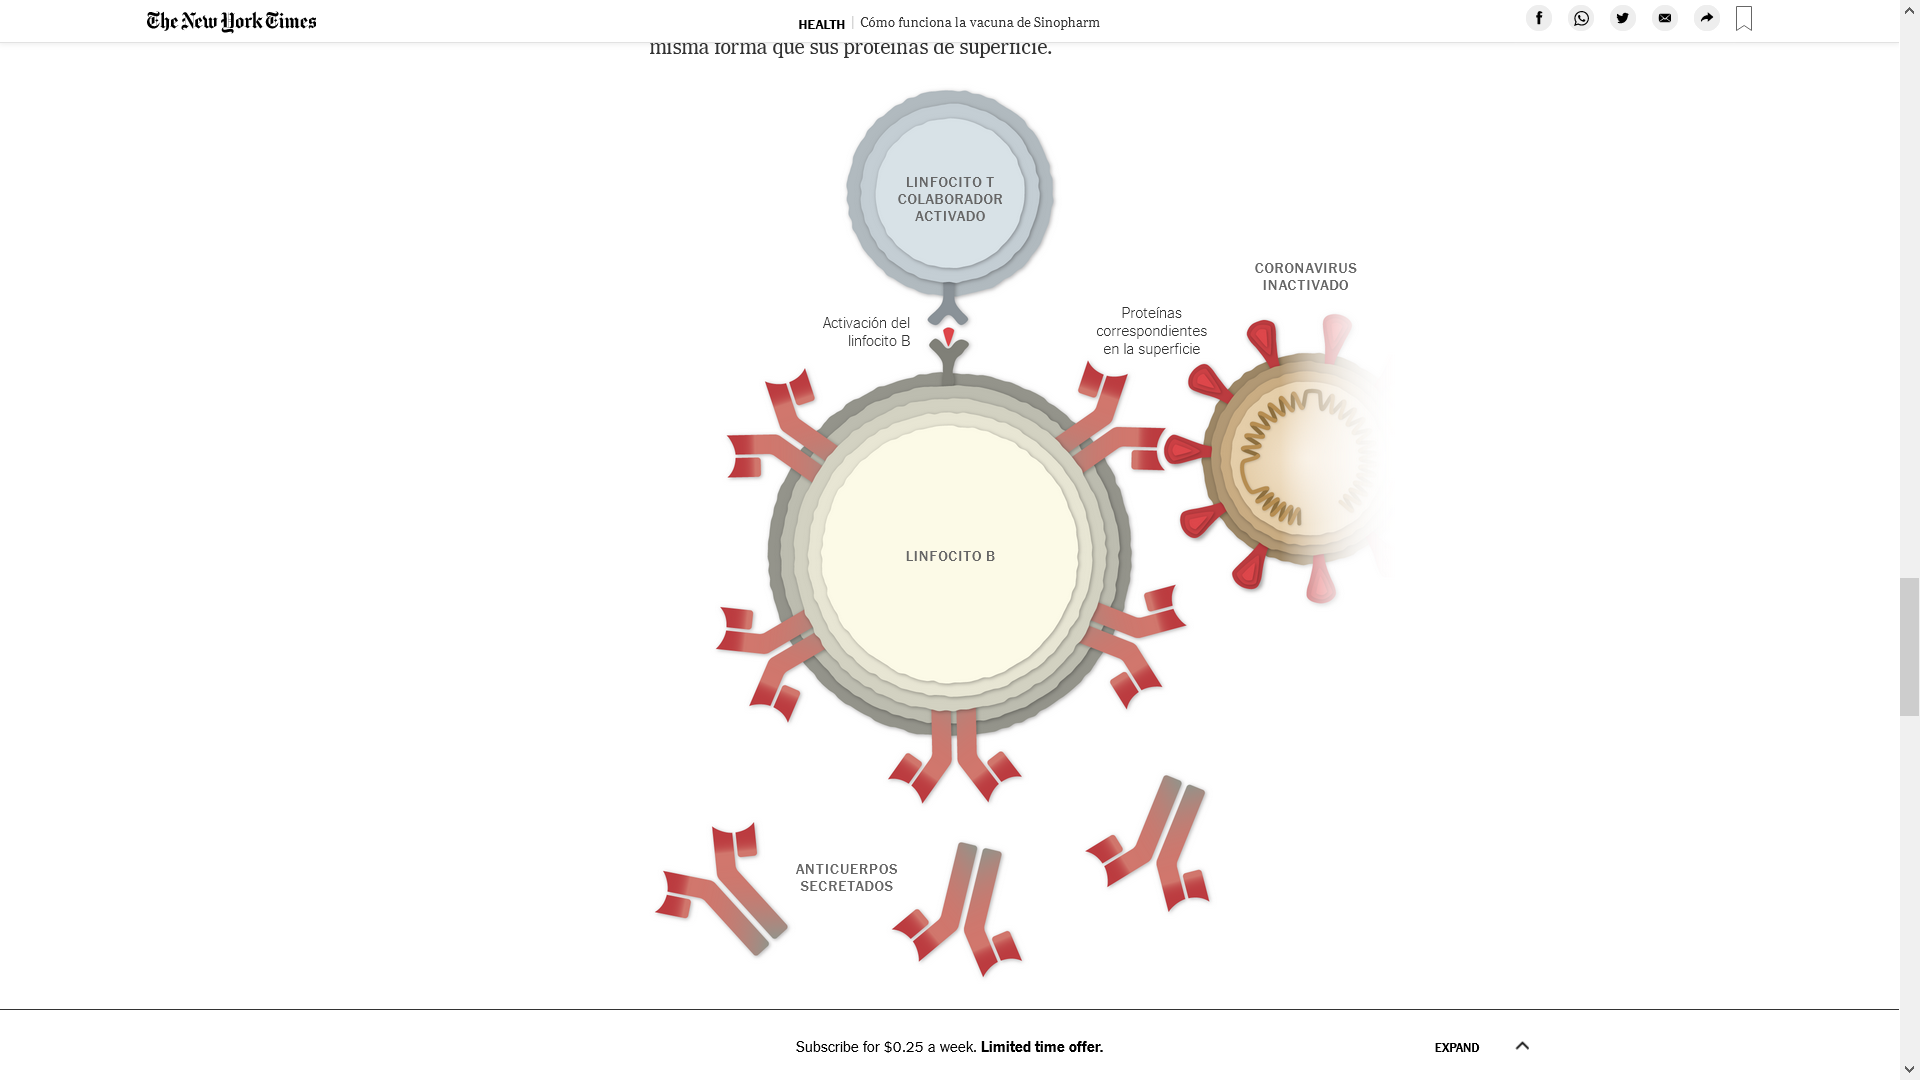 The New York Times
HEALTH | Cómo funciona la vacuna de Sinopharm
misma forma que sus proteínas de superficie.
LINFOCITO T
COLABORADOR
ACTIVADO
CORONAVIRUS
INACTIVADO
Activación del
linfocito B
Proteínas
correspondientes
en la superficie
LINFOCITO B
ANTICUERPOS
SECRETADOS
Subscribe for $0.25 a week. Limited time offer.
EXPAND